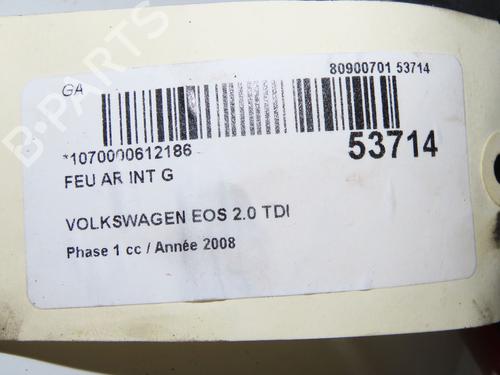 80900701 53714
GA
*1070000612186
53714
FEU AR INT G
VOLKSWAGEN EOS 2.0 TDI
Phase 1 cc / Année 2008
B-PARTS